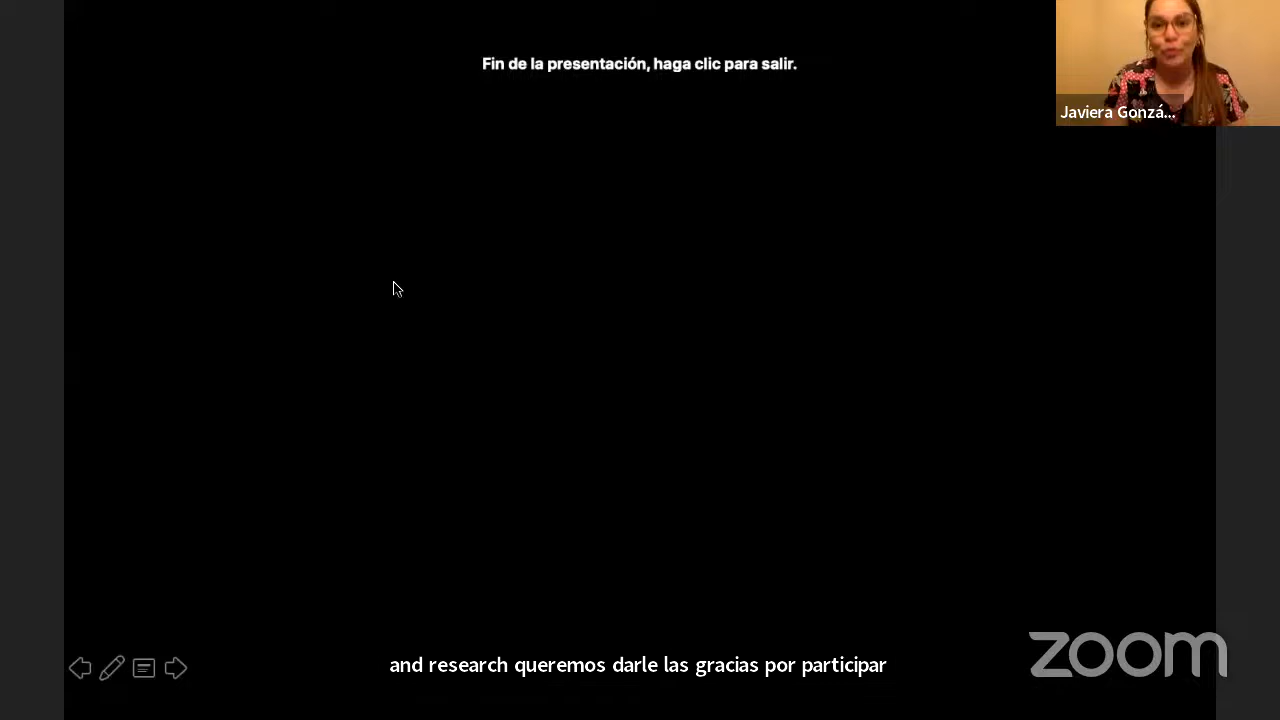 Fin de la presentación, haga clic para salir.
Javiera Gonzá...
and research queremos darle las gracias por participar
zoom